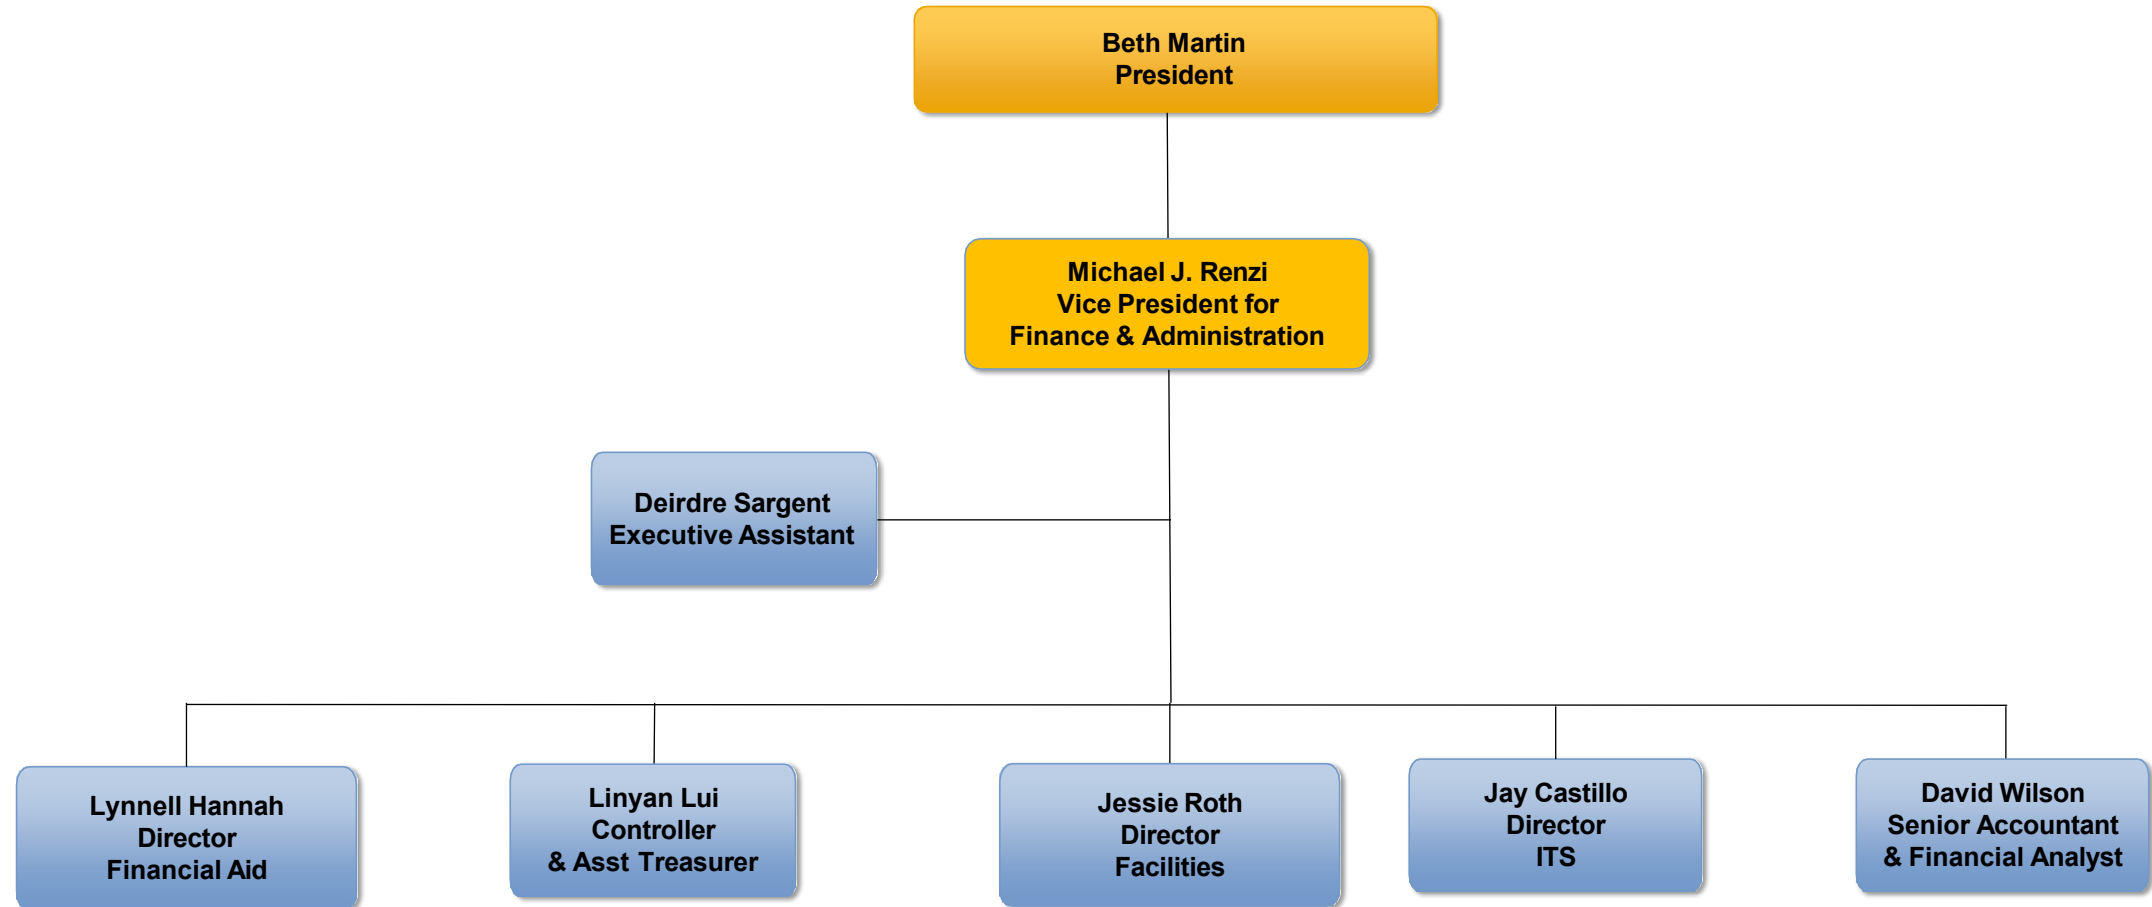 Beth Martin
President
Michael J. Renzi
Vice President for
Finance & Administration
Deirdre Sargent
Executive Assistant
Lynnell Hannah
Director
Financial Aid
Linyan Lui
Controller
& Asst Treasurer
Jessie Roth
Director
Facilities
Jay Castillo
Director
ITS
David Wilson
Senior Accountant
& Financial Analyst